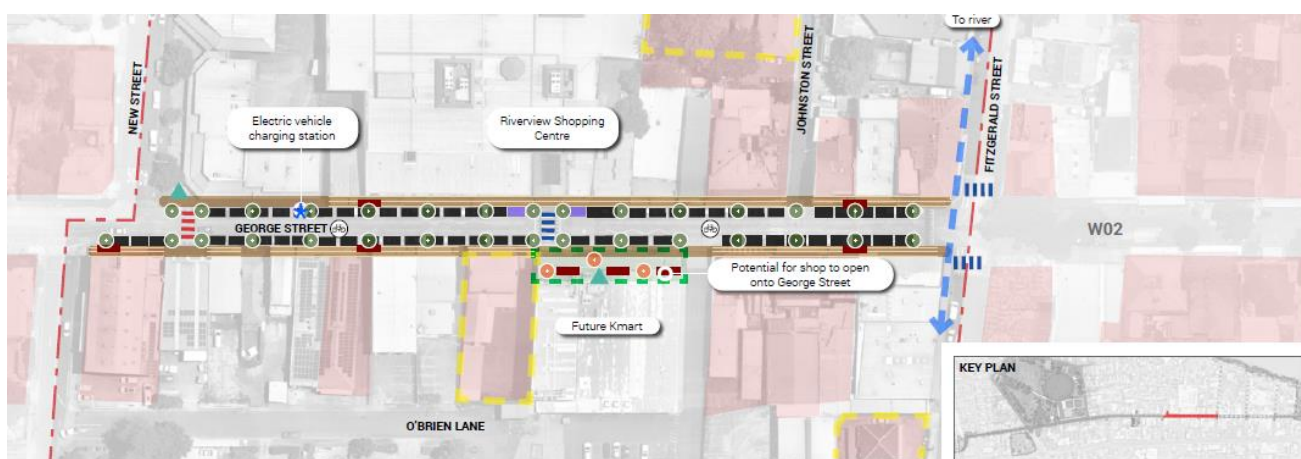 To river
NEW STREET
JOHNSTON STREET
FITZGERALD STREET
Electric vehicle
charging station
Riverview Shopping
Centre
GEORGE STREET
W02
Potential for shop to open
onto George Street
Future Kmart
O'BRIEN LANE
KEY PLAN